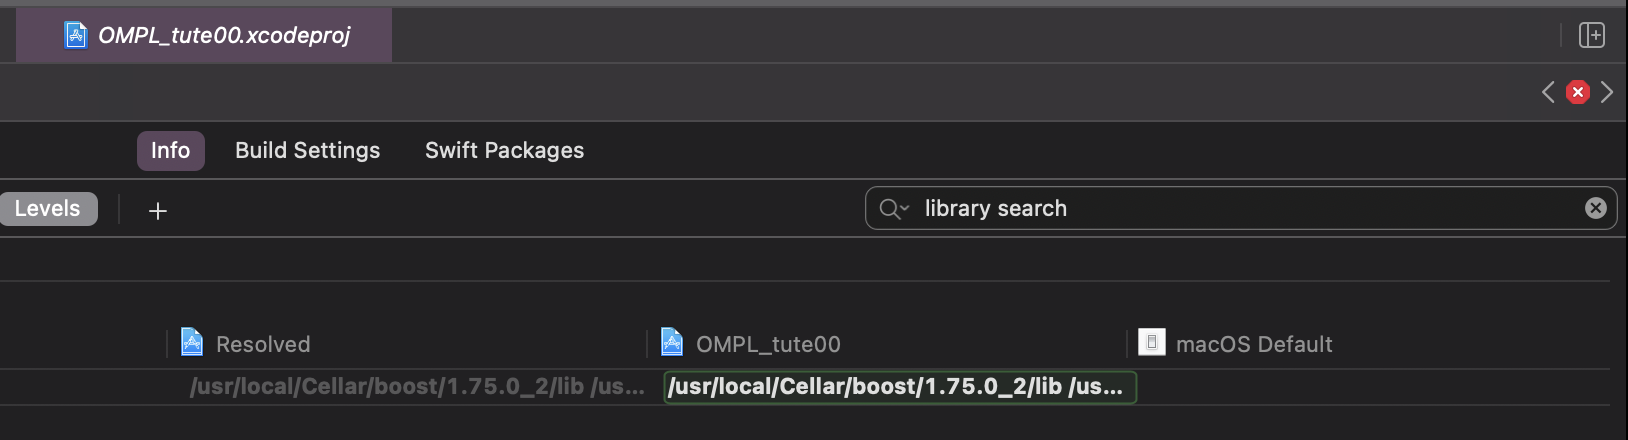 OMPL_tute00.xcodeproj
Info Build Settings Swift Packages
Levels + library search
Resolved OMPL_tute00 macOS Default
/usr/local/Cellar/boost/1.75.0_2/lib /us... /usr/local/Cellar/boost/1.75.0_2/lib /us...